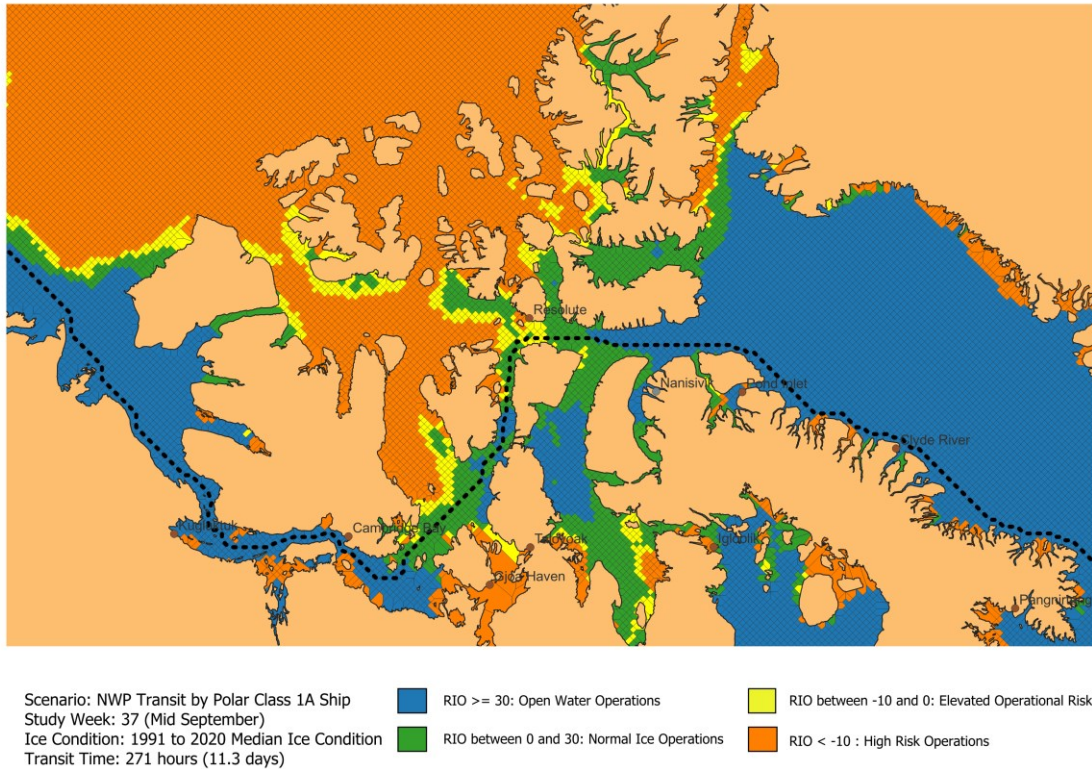 Resolute
Nanisivik
Pond Inlet
Clyde River
Kugluktuk
Cambridge Bay
Taloyoak
Igloolik
Gjoa Haven
Pangnirtung
Scenario: NWP Transit by Polar Class 1A Ship
Study Week: 37 (Mid September)
Ice Condition: 1991 to 2020 Median Ice Condition
Transit Time: 271 hours (11.3 days)
RIO >= 30: Open Water Operations
RIO between 0 and 30: Normal Ice Operations
RIO between -10 and 0: Elevated Operational Risk
RIO < -10 : High Risk Operations